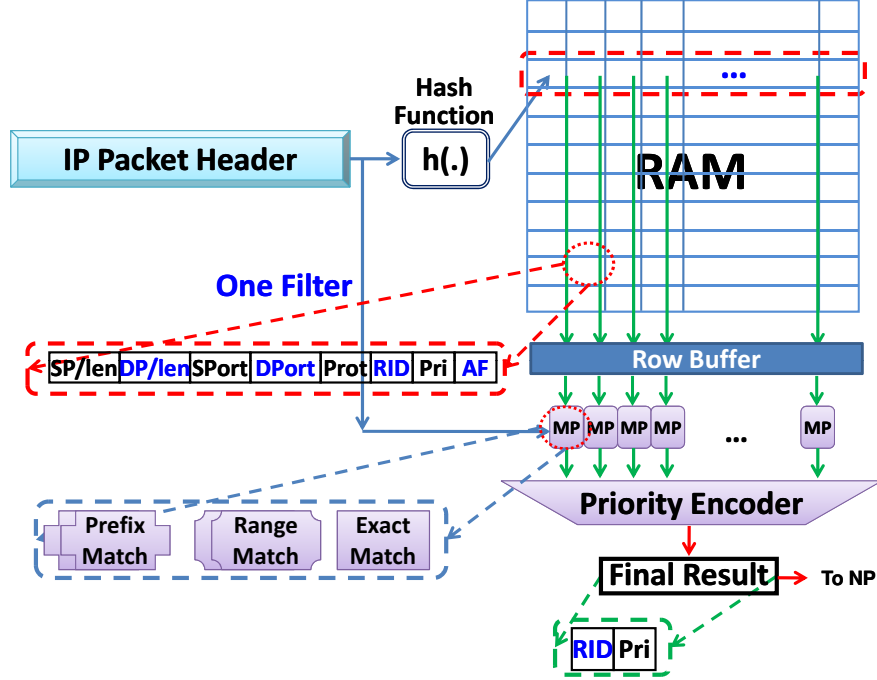 ...
Hash
Function
IP Packet Header
h(.)
RAM
One Filter
SP/len DP/len SPort DPort Prot RID Pri AF
Row Buffer
MP MP MP MP ... MP
Priority Encoder
Prefix
Match
Range
Match
Exact
Match
Final Result
To NP
RID Pri